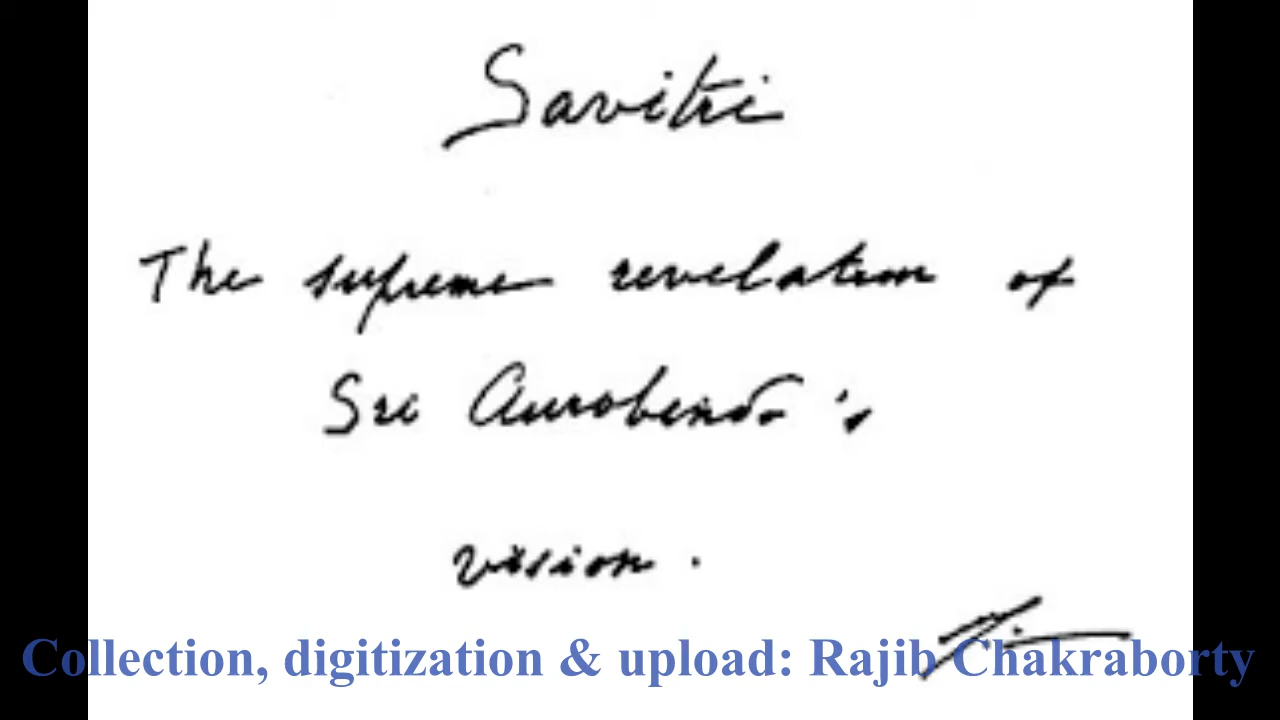 Savitri
The supreme revelation of
Sri Aurobindo's
vision.
Collection, digitization & upload: Rajib Chakraborty